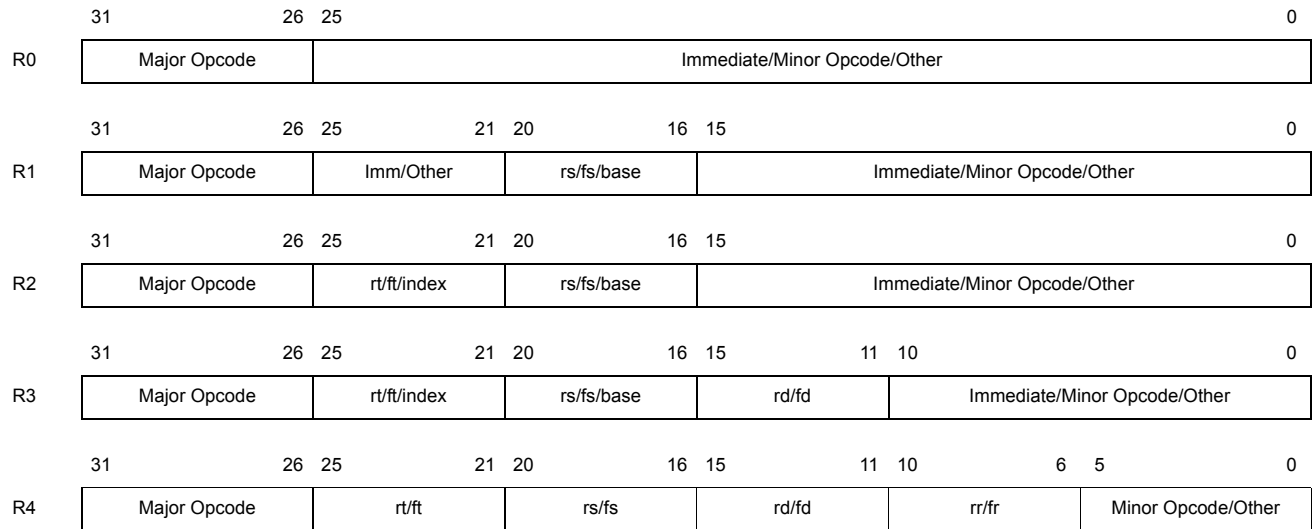 31 26 25 0
R0 Major Opcode Immediate/Minor Opcode/Other
31 26 25 21 20 16 15 0
R1 Major Opcode Imm/Other rs/fs/base Immediate/Minor Opcode/Other
31 26 25 21 20 16 15 0
R2 Major Opcode rt/ft/index rs/fs/base Immediate/Minor Opcode/Other
31 26 25 21 20 16 15 11 10 0
R3 Major Opcode rt/ft/index rs/fs/base rd/fd Immediate/Minor Opcode/Other
31 26 25 21 20 16 15 11 10 6 5 0
R4 Major Opcode rt/ft rs/fs rd/fd rr/fr Minor Opcode/Other